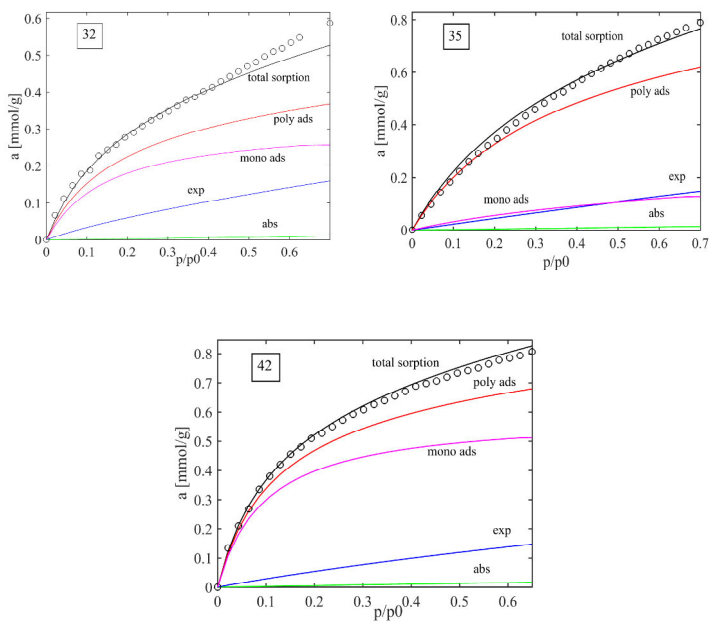 32
total sorption
poly ads
mono ads
exp
abs
a [mmol/g]
0.6
0.5
0.4
0.3
0.2
0.1
0
0 0.1 0.2 0.3 0.4 0.5 0.6
p/p0
35
total sorption
poly ads
exp
mono ads
abs
a [mmol/g]
0.8
0.6
0.4
0.2
0
0 0.1 0.2 0.3 0.4 0.5 0.6 0.7
p/p0
42
total sorption
poly ads
mono ads
exp
abs
a [mmol/g]
0.8
0.7
0.6
0.5
0.4
0.3
0.2
0.1
0
0 0.1 0.2 0.3 0.4 0.5 0.6
p/p0